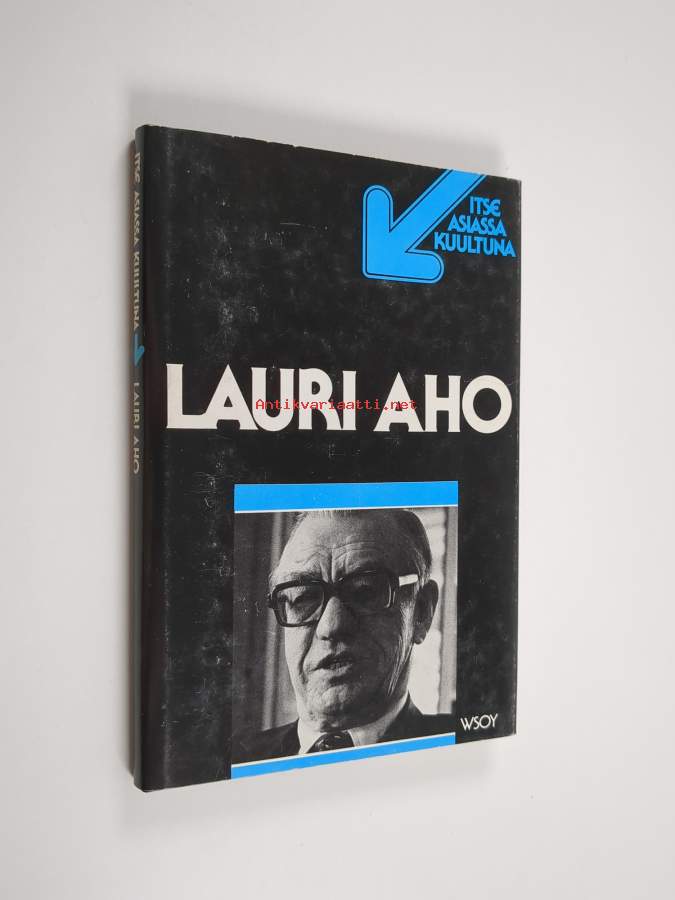 ITSE
ASIASSA
KUULTUNA
LAURI AHO
Antikvariaatti.net
WSOY
ITSE ASIASSA KUULTUNA LAURI AHO